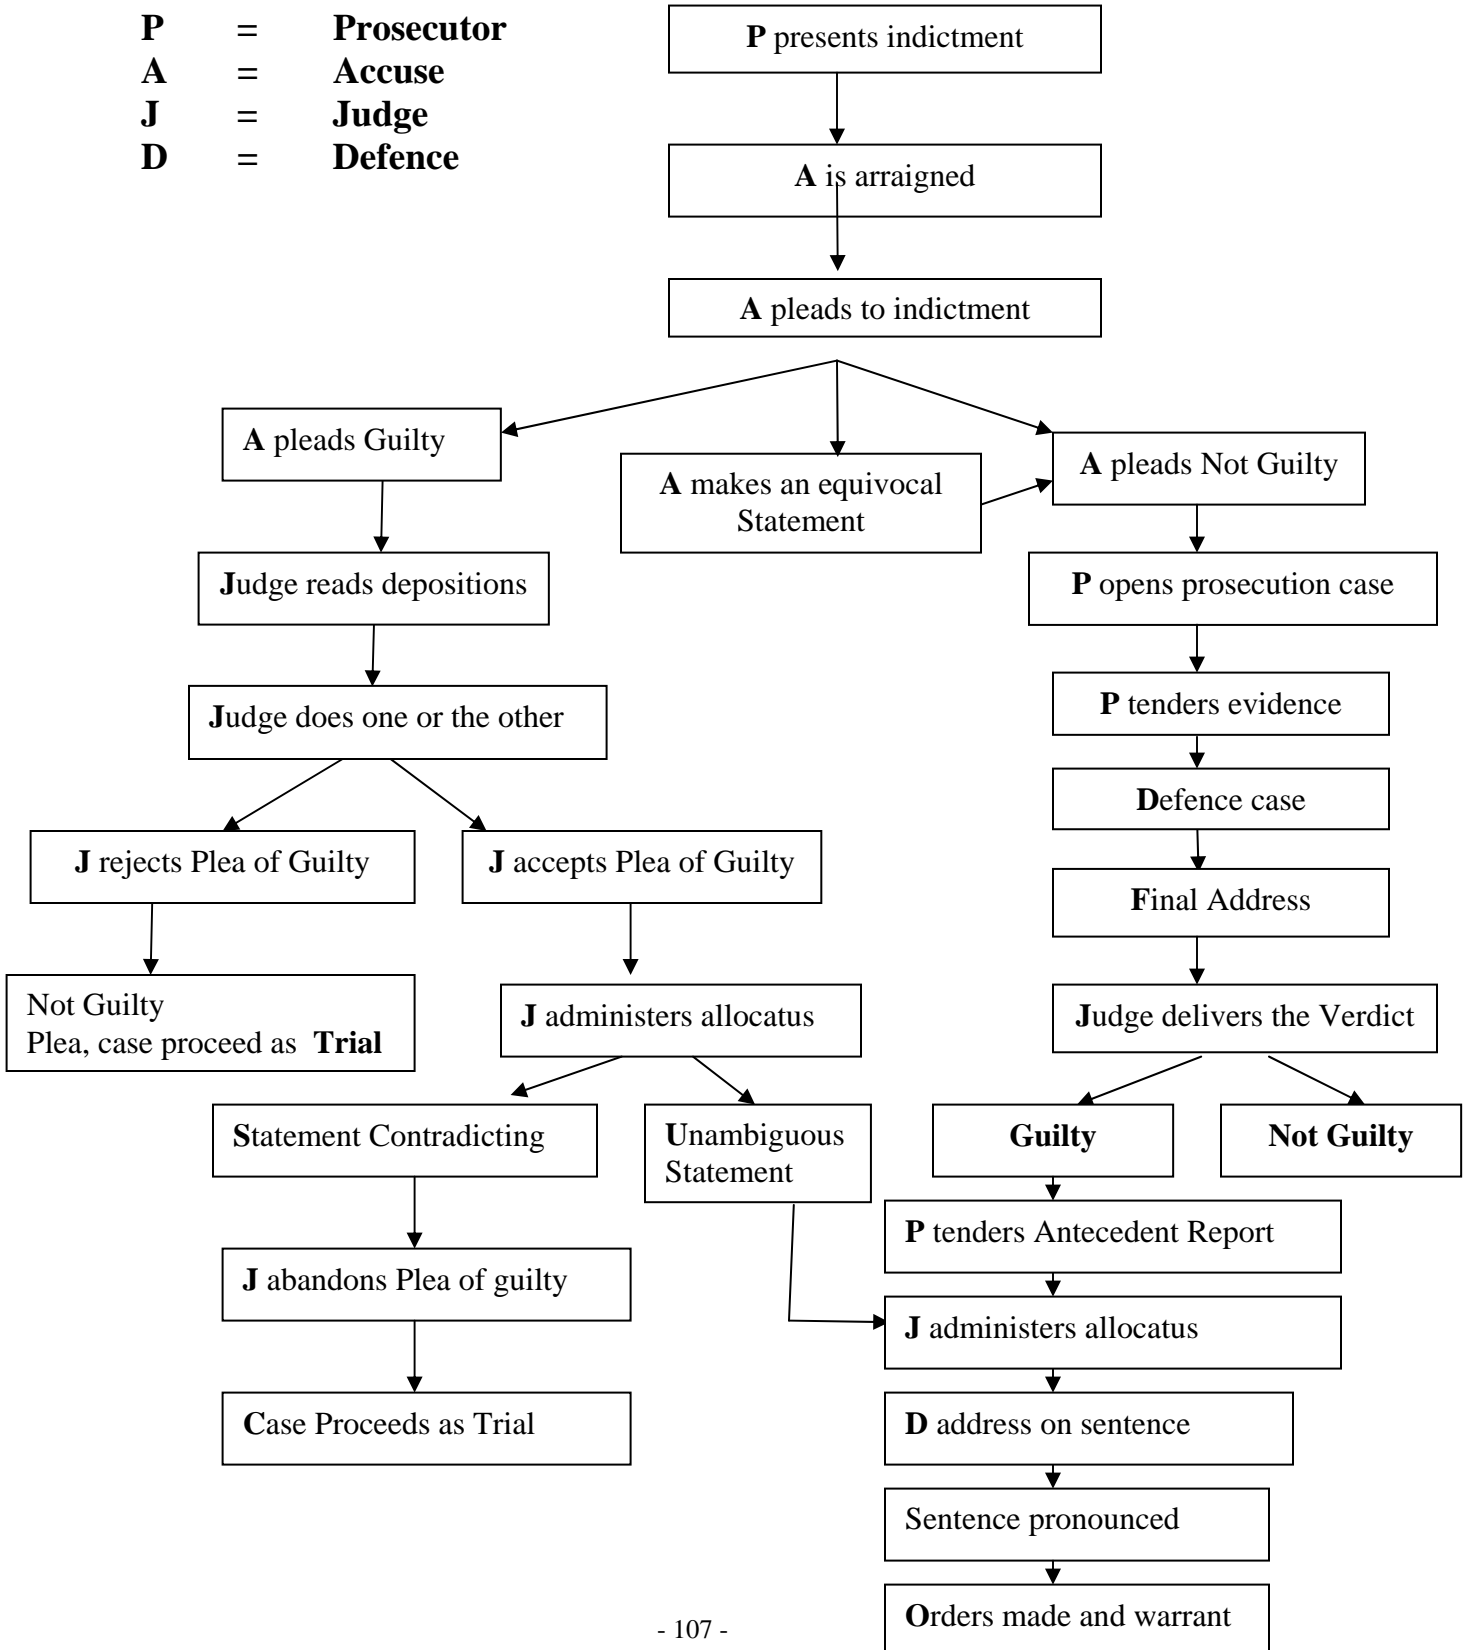 P = Prosecutor
A = Accuse
J = Judge
D = Defence
P presents indictment
A is arraigned
A pleads to indictment
A pleads Guilty
A makes an equivocal
Statement
A pleads Not Guilty
Judge reads depositions
P opens prosecution case
Judge does one or the other
P tenders evidence
Defence case
J rejects Plea of Guilty
J accepts Plea of Guilty
Final Address
Not Guilty
Plea, case proceed as Trial
J administers allocatus
Judge delivers the Verdict
Statement Contradicting
Unambiguous
Statement
Guilty
Not Guilty
P tenders Antecedent Report
J abandons Plea of guilty
J administers allocatus
Case Proceeds as Trial
D address on sentence
Sentence pronounced
Orders made and warrant
- 107 -